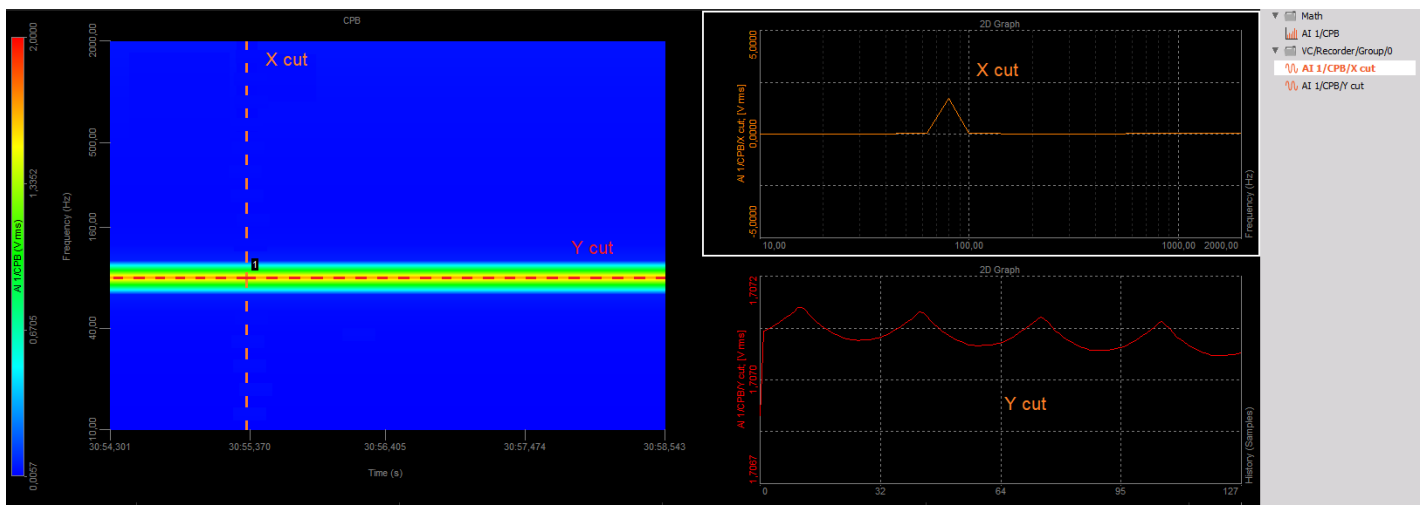 CPB
2,0000
1,3352
0,6705
0,0057
AI 1/CPB (V rms)
2000,00
500,00
160,00
40,00
10,00
Frequency (Hz)
X cut
Y cut
1
30:54,301
30:55,370
30:56,405
30:57,474
30:58,543
Time (s)
2D Graph
5,0000
0,0000
-5,0000
AI 1/CPB/X cut; [V rms]
X cut
10,00
100,00
1000,00
2000,00
Frequency (Hz)
2D Graph
1,7072
1,7070
1,7067
AI 1/CPB/Y cut; [V rms]
Y cut
0
32
64
95
127
History (Samples)
Math
AI 1/CPB
VC/Recorder/Group/0
AI 1/CPB/X cut
AI 1/CPB/Y cut